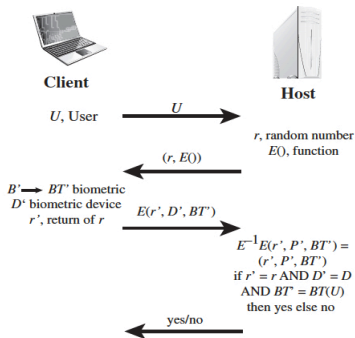 Client
Host
U, User
U
r, random number
E(), function
(r, E())
B' → BT' biometric
D' biometric device
r', return of r
E(r', D', BT')
E⁻¹E(r', P', BT') =
(r', P', BT')
if r' = r AND D' = D
AND BT' = BT(U)
then yes else no
yes/no